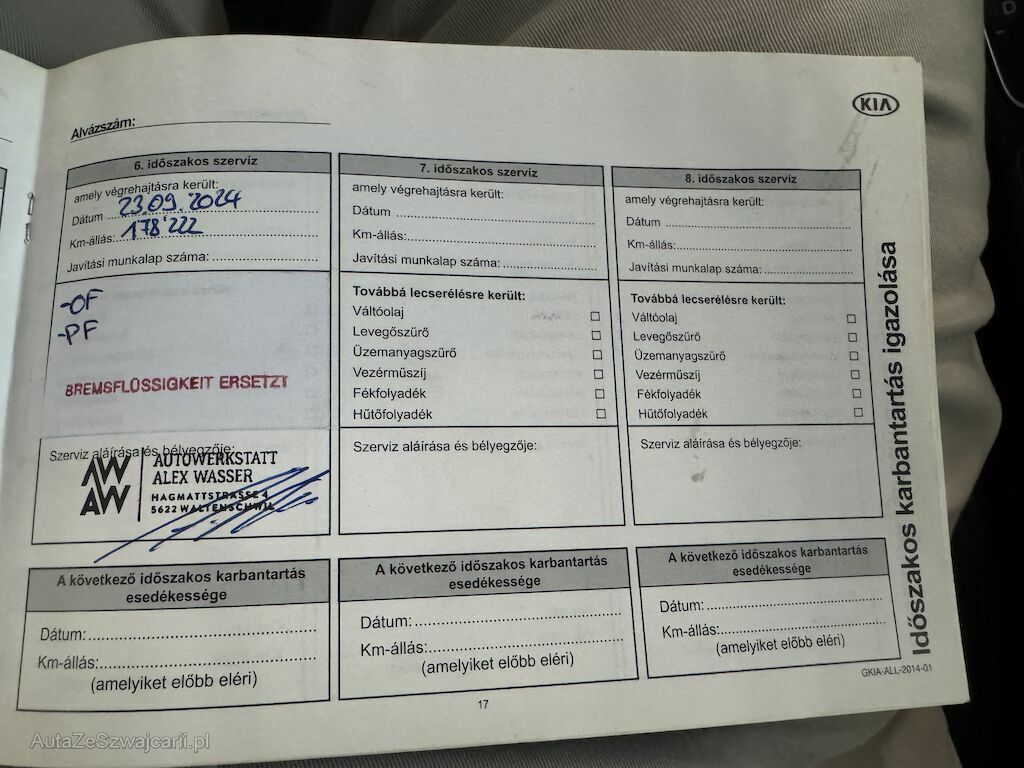 KIA
Alvázszám:
6. időszakos szervíz
amely végrehajtásra került:
Dátum 23.09.2024
Km-állás: 178'222
Javítási munkalap száma:
-OF
-PF
BREMSFLÜSSIGKEIT ERSETZT
Szerviz aláírása és bélyegzője:
AW AW
AUTOWERKSTATT
ALEX WASSER
HAGMATTSTRASSE 4
5622 WALTENSCHWIL
A következő időszakos karbantartás
esedékessége
Dátum:
Km-állás:
(amelyiket előbb eléri)
7. időszakos szervíz
amely végrehajtásra került:
Dátum
Km-állás:
Javítási munkalap száma:
Továbbá lecserélésre került:
Váltóolaj
Levegőszűrő
Üzemanyagszűrő
Vezérműszíj
Fékfolyadék
Hűtőfolyadék
Szerviz aláírása és bélyegzője:
A következő időszakos karbantartás
esedékessége
Dátum:
Km-állás:
(amelyiket előbb eléri)
8. időszakos szervíz
amely végrehajtásra került:
Dátum
Km-állás:
Javítási munkalap száma:
Továbbá lecserélésre került:
Váltóolaj
Levegőszűrő
Üzemanyagszűrő
Vezérműszíj
Fékfolyadék
Hűtőfolyadék
Szerviz aláírása és bélyegzője:
A következő időszakos karbantartás
esedékessége
Dátum:
Km-állás:
(amelyiket előbb eléri)
Időszakos karbantartás igazolása
GKIA-ALL-2014-01
17
AutaZeSzwajcarii.pl